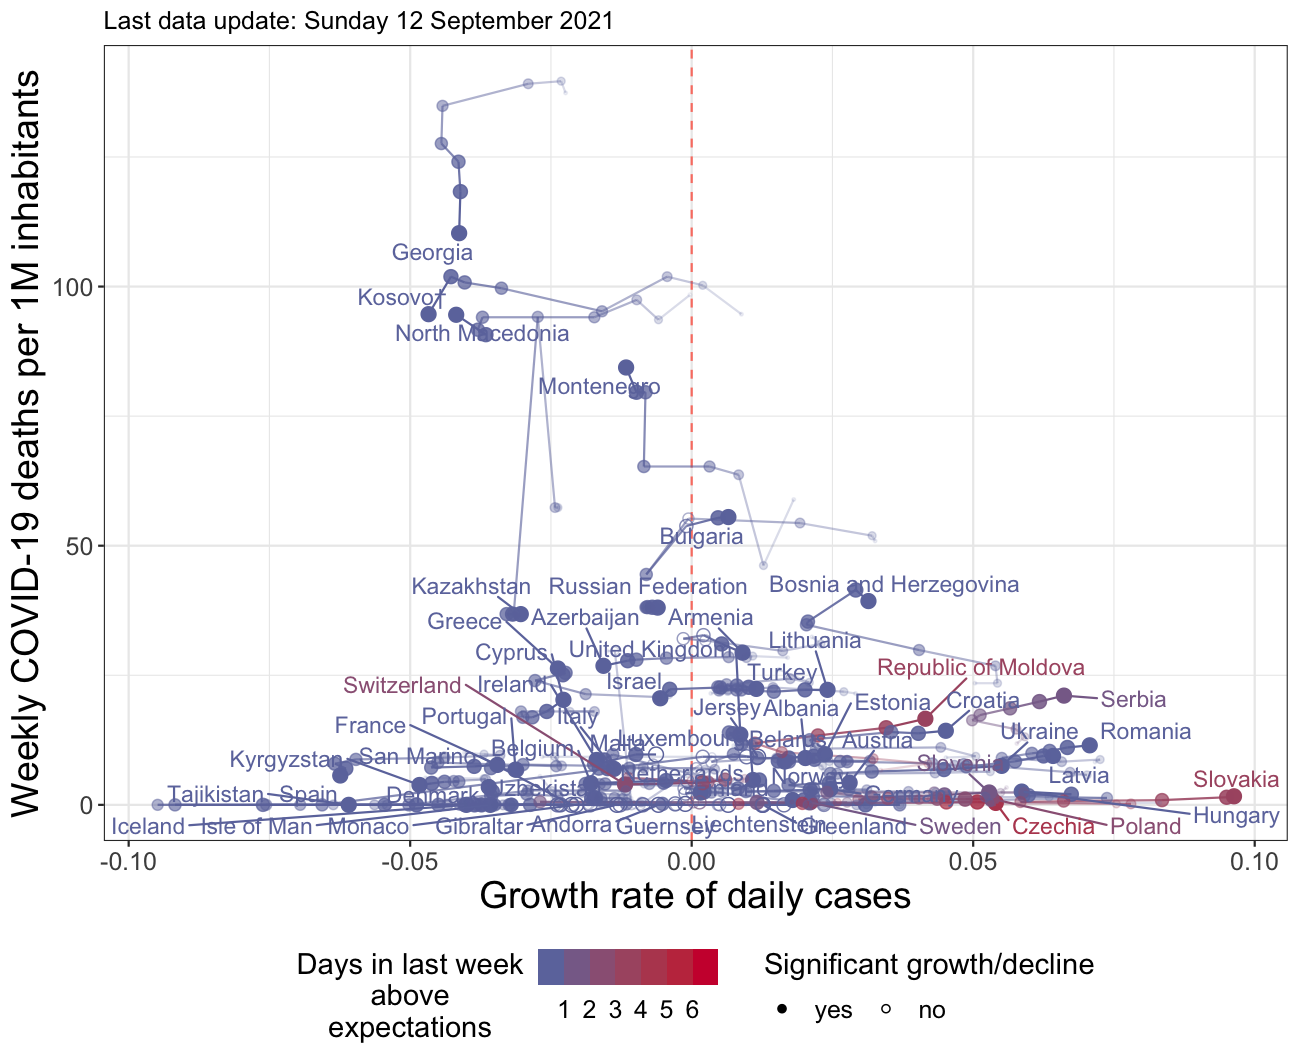 Last data update: Sunday 12 September 2021
Weekly COVID-19 deaths per 1M inhabitants
100
50
0
Georgia
Kosovo†
North Macedonia
Montenegro
Bulgaria
Kazakhstan
Russian Federation
Bosnia and Herzegovina
Greece
Azerbaijan
Armenia
Lithuania
Cyprus
United Kingdom
Republic of Moldova
Switzerland
Ireland
Israel
Turkey
Serbia
Jersey
Albania
Estonia
Croatia
France
Portugal
Italy
Ukraine
Romania
Kyrgyzstan
San Marino
Belgium
Malta
Luxembourg
Belarus
Austria
Slovenia
Latvia
Netherlands
Norway
Slovakia
Tajikistan
Spain
Denmark
Uzbekistan
Finland
Germany
Hungary
Iceland
Isle of Man
Monaco
Gibraltar
Andorra
Guernsey
Liechtenstein
Greenland
Sweden
Czechia
Poland
-0.10
-0.05
0.00
0.05
0.10
Growth rate of daily cases
Days in last week
above
expectations
1 2 3 4 5 6
Significant growth/decline
yes
no